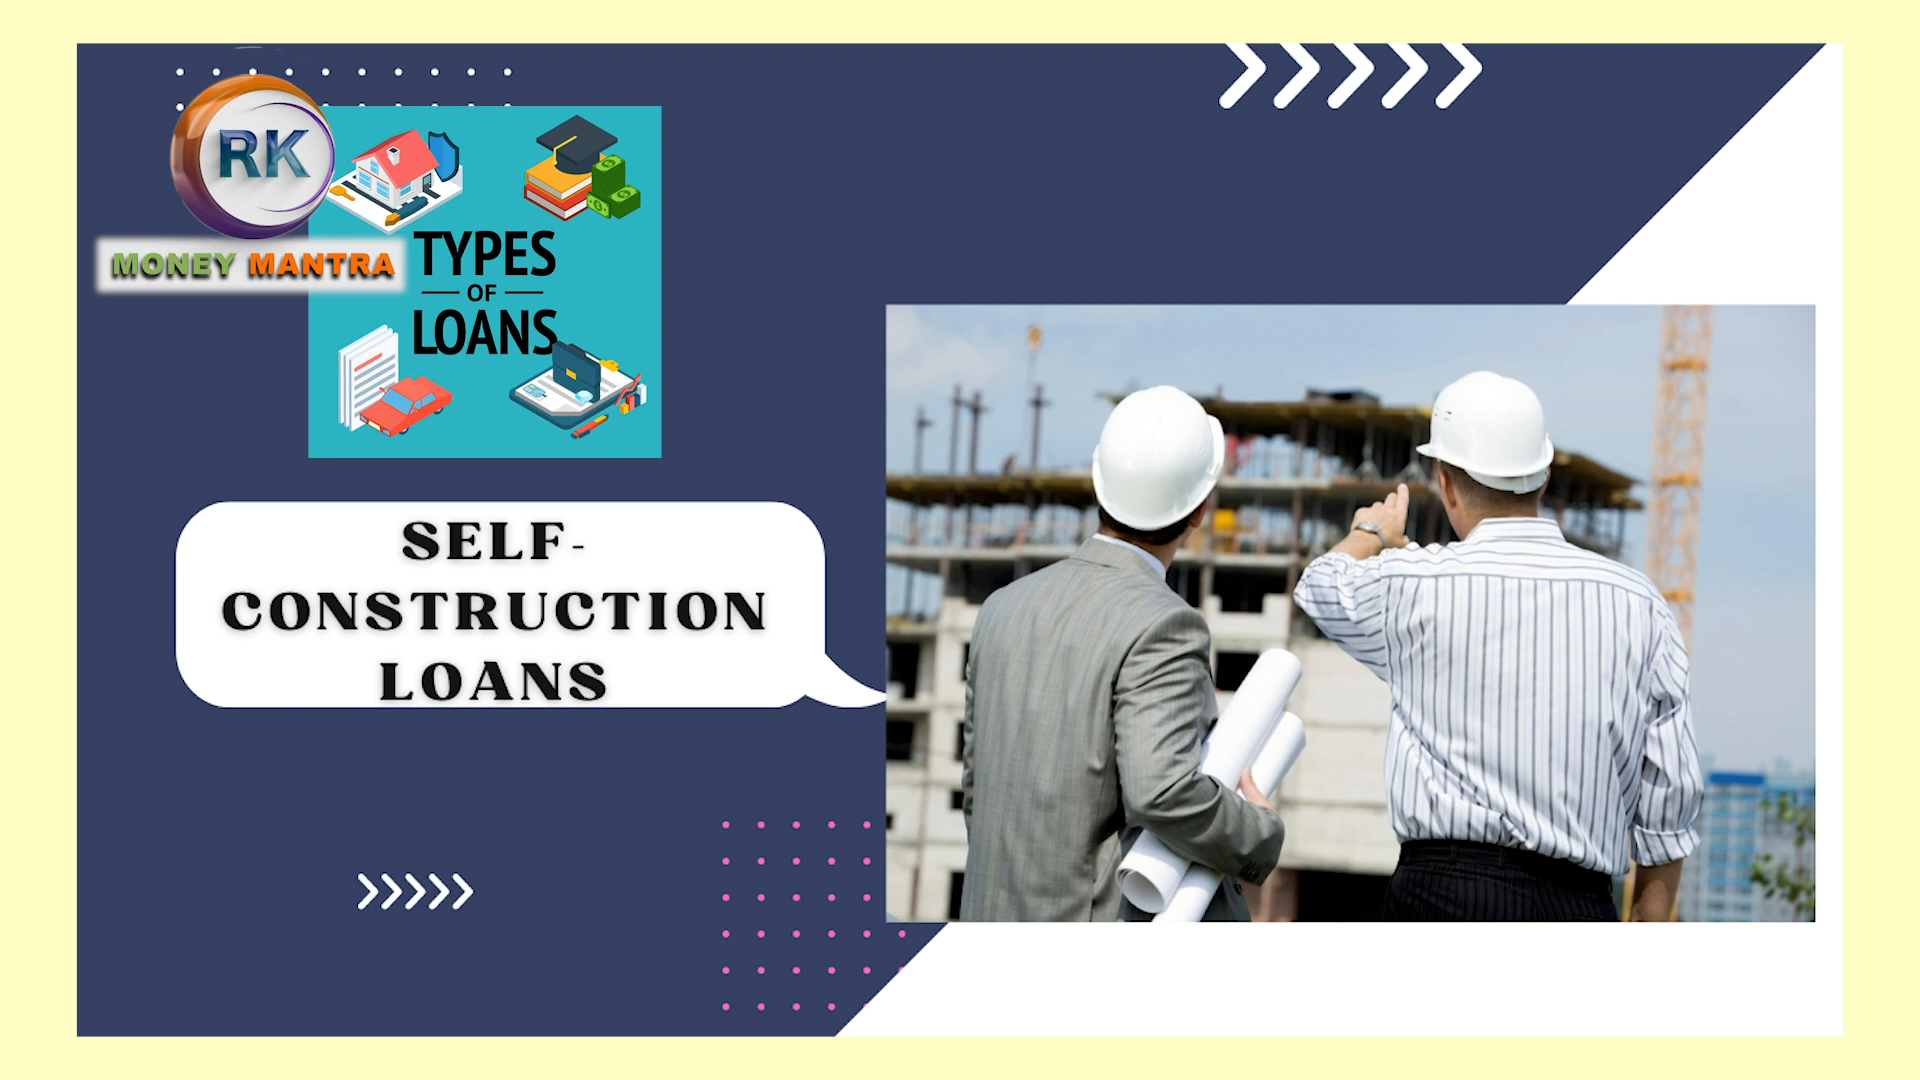 RK
MONEY MANTRA
TYPES
OF
LOANS
SELF-
CONSTRUCTION
LOANS